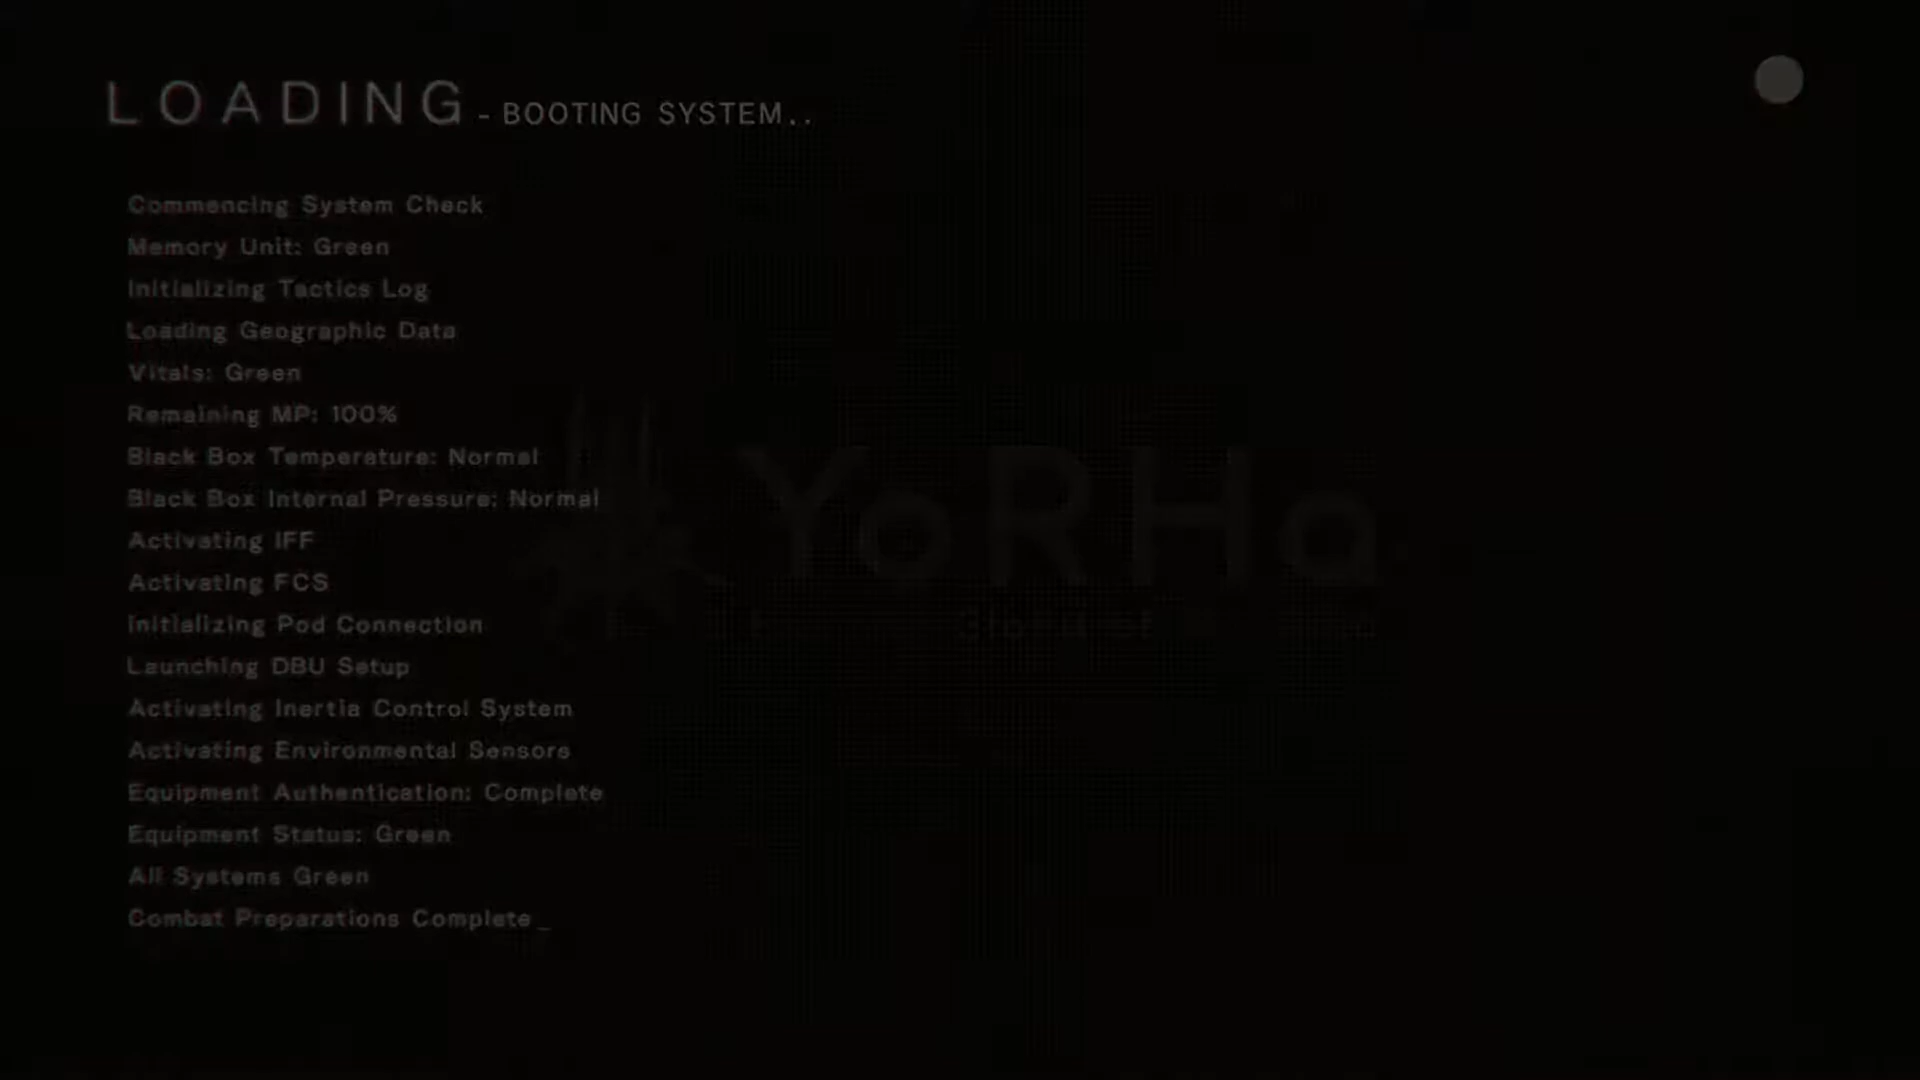 LOADING - BOOTING SYSTEM..
Commencing System Check
Memory Unit: Green
Initializing Tactics Log
Loading Geographic Data
Vitals: Green
Remaining MP: 100%
Black Box Temperature: Normal
Black Box Internal Pressure: Normal
Activating IFF
Activating FCS
Initializing Pod Connection
Launching DBU Setup
Activating Inertia Control System
Activating Environmental Sensors
Equipment Authentication: Complete
Equipment Status: Green
All Systems Green
Combat Preparations Complete_
YoRHa